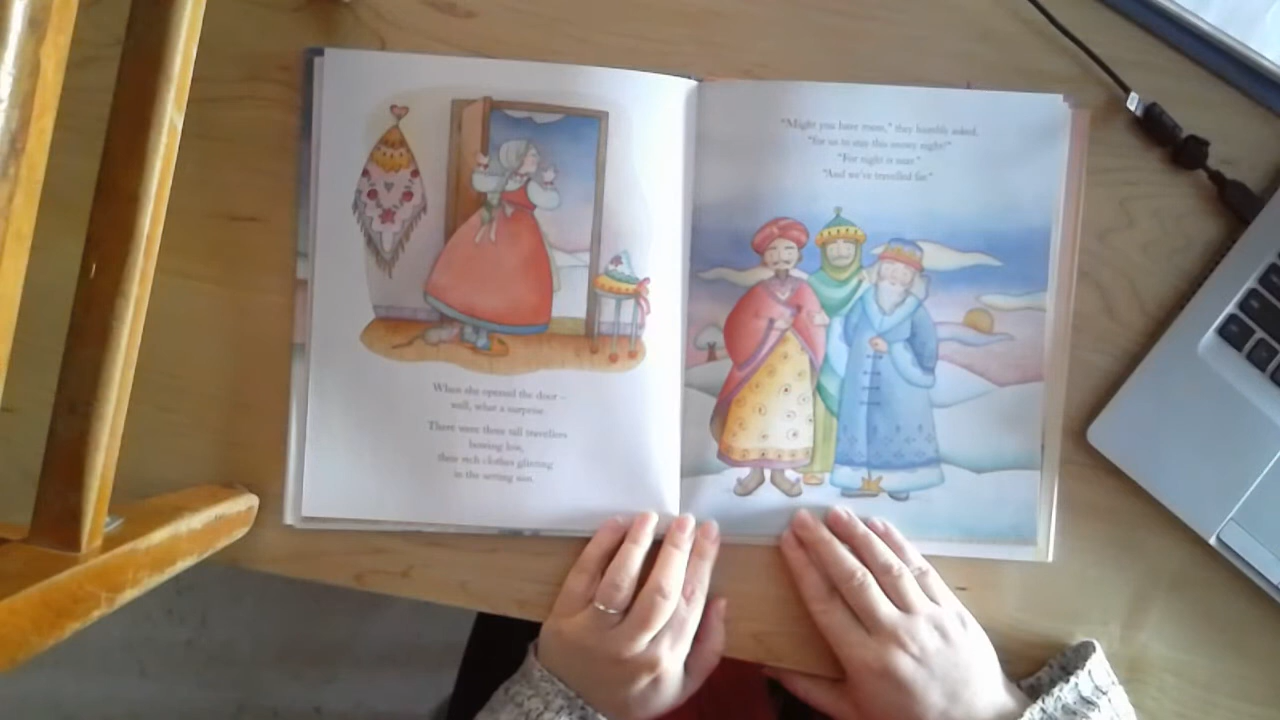 When she opened the door –
well, what a surprise.
There were three tall travellers
bowing low,
their rich clothes glinting
in the setting sun.
"Might you have room," they humbly asked,
"for us to stay this snowy night?"
"For night is near."
"And we've travelled far."